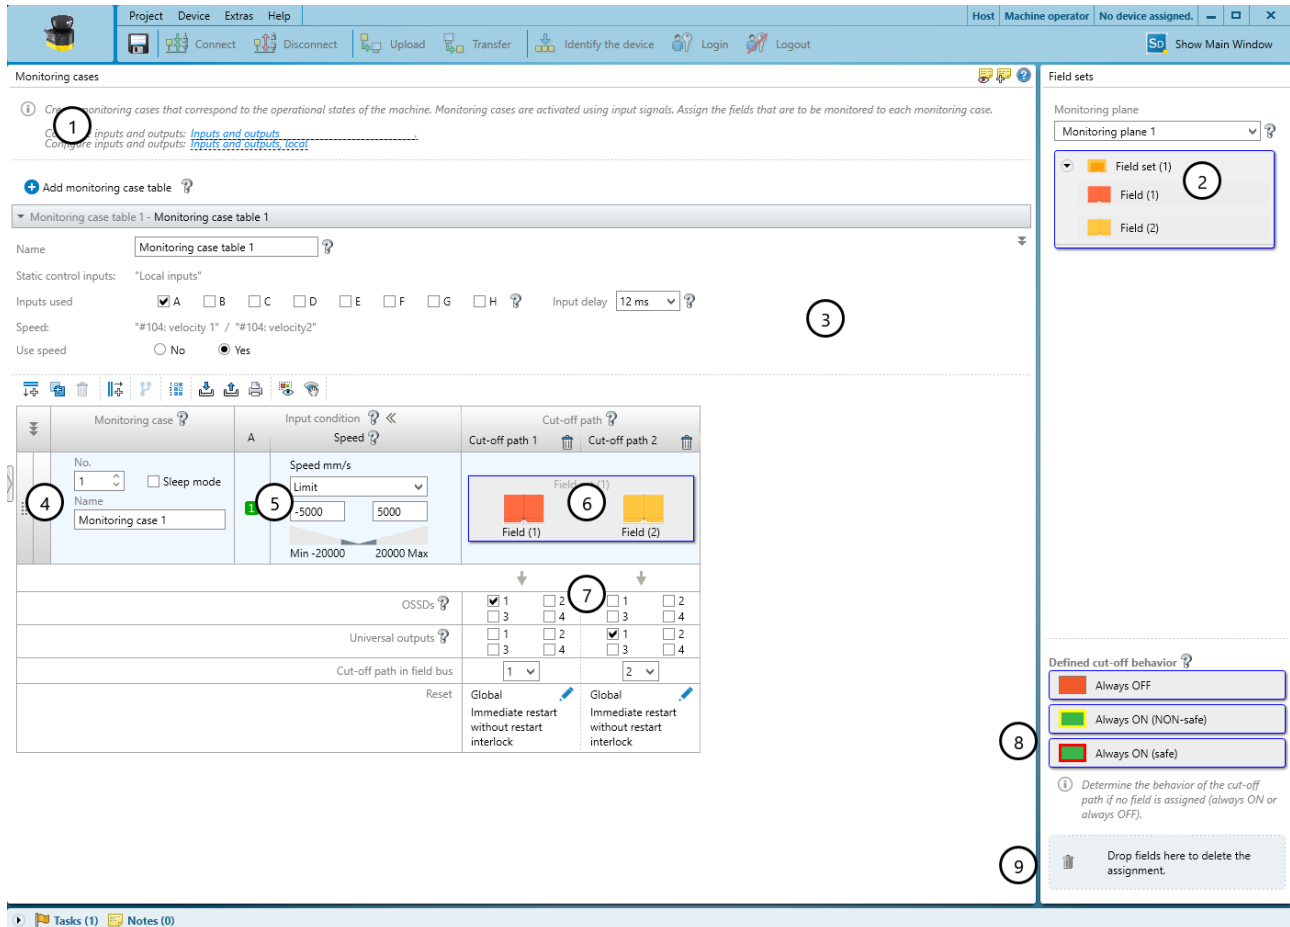 Project Device Extras Help
Host Machine operator No device assigned.
Connect Disconnect Upload Transfer Identify the device Login Logout
SD Show Main Window
Monitoring cases
Field sets
monitoring cases that correspond to the operational states of the machine. Monitoring cases are activated using input signals. Assign the fields that are to be monitored to each monitoring case.
1
inputs and outputs: Inputs and outputs
Configure inputs and outputs: Inputs and outputs, local
Monitoring plane
Monitoring plane 1
Field set (1)
2
Field (1)
Field (2)
Add monitoring case table
Monitoring case table 1 - Monitoring case table 1
Name Monitoring case table 1
Static control inputs: "Local inputs"
Inputs used A B C D E F G H Input delay 12 ms
3
Speed: "#104: velocity 1" / "#104: velocity2"
Use speed No Yes
Monitoring case Input condition Cut-off path
A Speed Cut-off path 1 Cut-off path 2
No.
1 Sleep mode
Name
Monitoring case 1
4
1
Speed mm/s
Limit
5
-5000 5000
Min -20000 20000 Max
Field (1)
6
Field (1) Field (2)
7
OSSDs 1 2 1 2
3 4 3 4
Universal outputs 1 2 1 2
3 4 3 4
Cut-off path in field bus 1 2
Reset
Global
Immediate restart
without restart
interlock
Global
Immediate restart
without restart
interlock
Defined cut-off behavior
Always OFF
Always ON (NON-safe)
8
Always ON (safe)
Determine the behavior of the cut-off
path if no field is assigned (always ON or
always OFF).
9
Drop fields here to delete the
assignment.
Tasks (1) Notes (0)